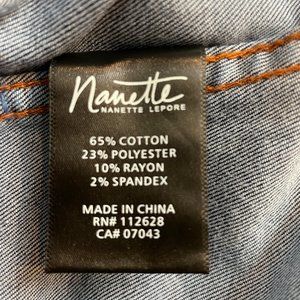 Nanette
NANETTE LEPORE
65% COTTON
23% POLYESTER
10% RAYON
2% SPANDEX
MADE IN CHINA
RN# 112628
CA# 07043